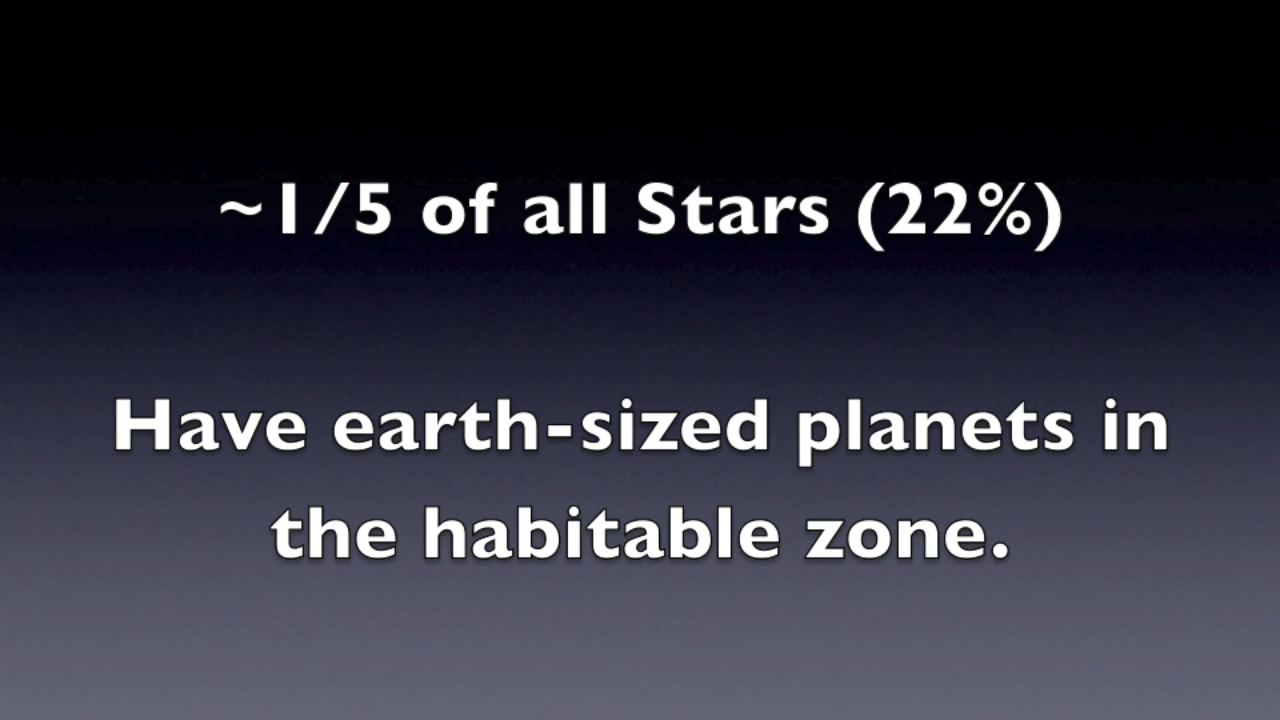 ~1/5 of all Stars (22%)
Have earth-sized planets in
the habitable zone.